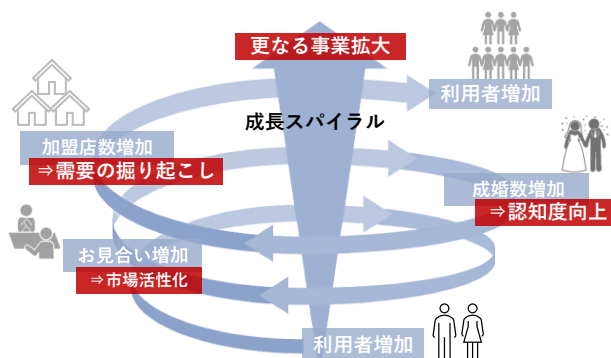 更なる事業拡大
利用者増加
成長スパイラル
加盟店数増加
⇒需要の掘り起こし
成婚数増加
⇒認知度向上
お見合い増加
⇒市場活性化
利用者増加